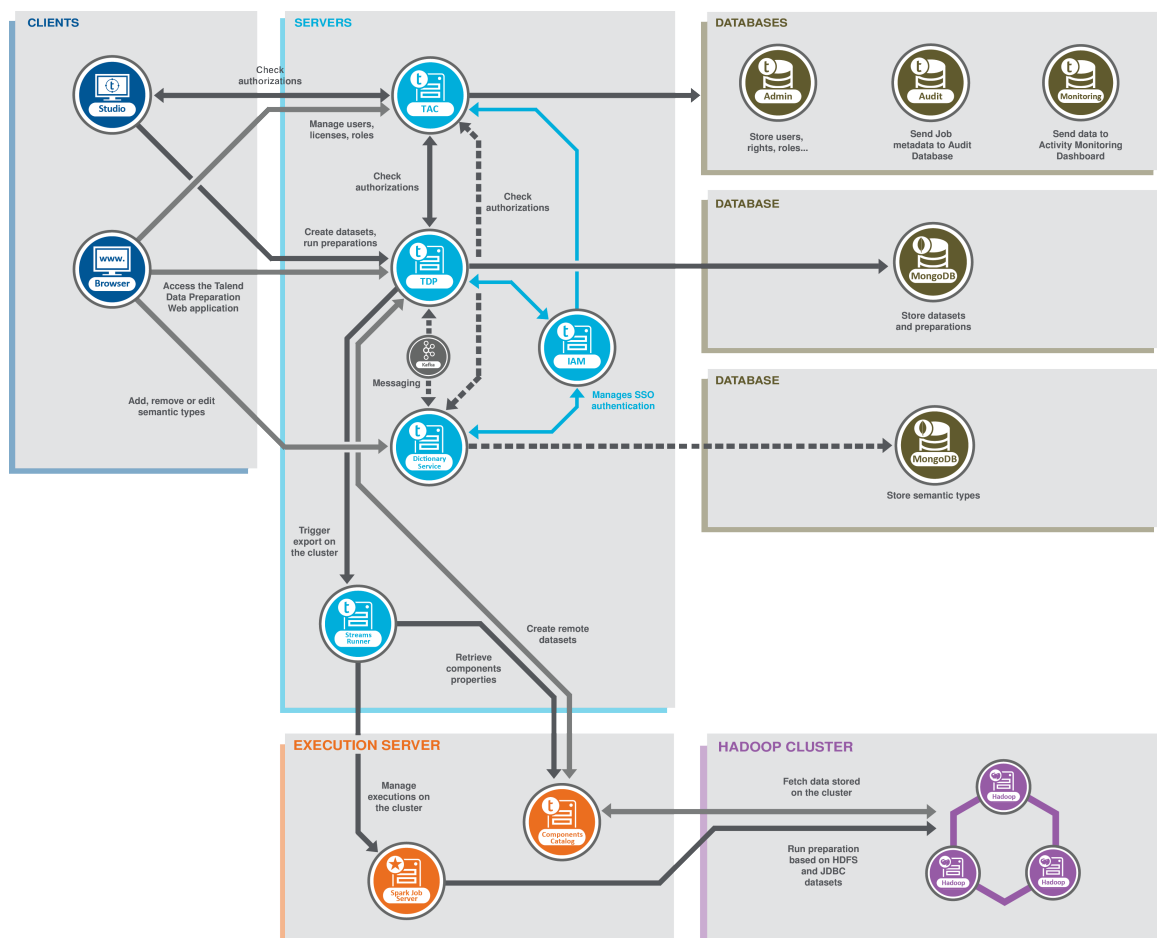 CLIENTS
SERVERS
DATABASES
t
Studio
Check
authorizations
t
TAC
t
Admin
t
Audit
t
Monitoring
Manage users,
licenses, roles
Store users,
rights, roles...
Send Job
metadata to Audit
Database
Send data to
Activity Monitoring
Dashboard
Check
authorizations
Check
authorizations
DATABASE
Create datasets,
run preparations
www.
Browser
t
TDP
MongoDB
Access the Talend
Data Preparation
Web application
Store datasets
and preparations
t
IAM
Kafka
Messaging
Manages SSO
authentication
DATABASE
Add, remove or edit
semantic types
t
Dictionary
Service
MongoDB
Store semantic types
Trigger
export on
the cluster
t
Streams
Runner
Create remote
datasets
Retrieve
components
properties
EXECUTION SERVER
HADOOP CLUSTER
Manage
executions on
the cluster
t
Components
Catalog
Fetch data stored
on the cluster
Hadoop
Run preparation
based on HDFS
and JDBC
datasets
Hadoop
Hadoop
Spark Job
Server